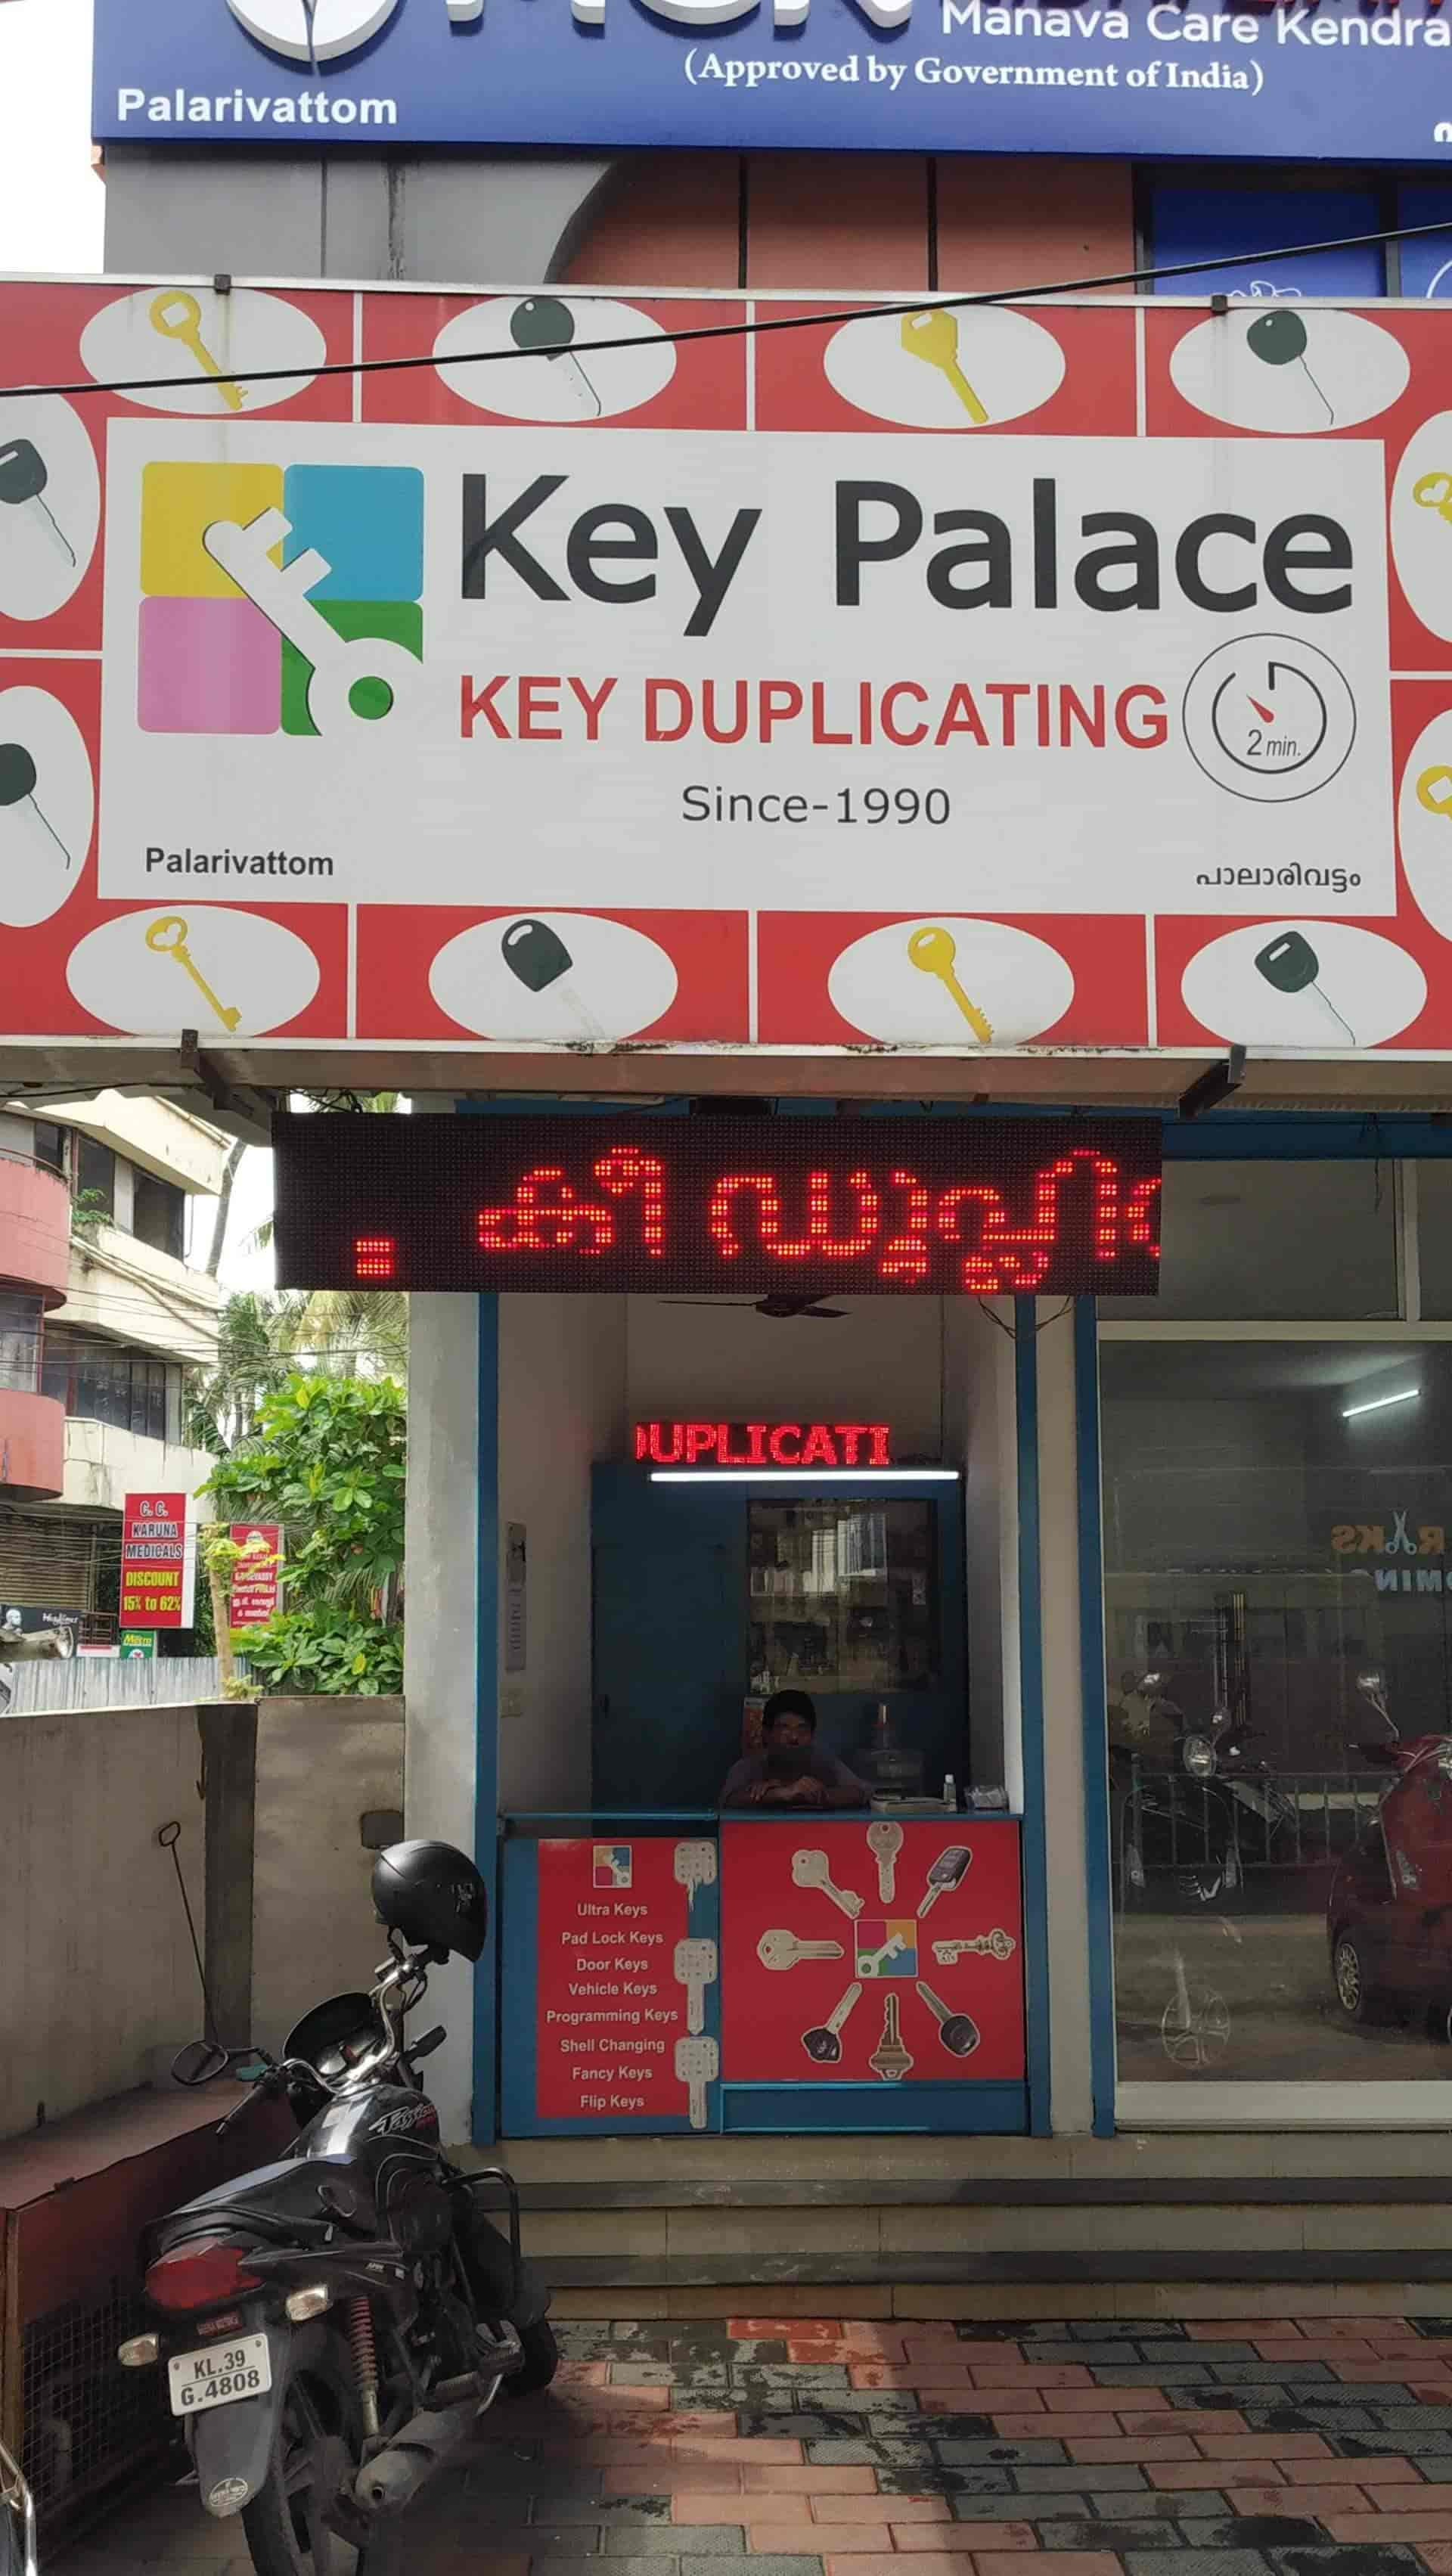 Manava Care Kendra
(Approved by Government of India)
Palarivattom
Key Palace
KEY DUPLICATING
2 min.
Since-1990
Palarivattom
പാലാരിവട്ടം
കീ ഡ്യൂപ്ലി
DUPLICATI
C. C.
KARUNA
MEDICALS
DISCOUNT
15% to 62%
Ultra Keys
Pad Lock Keys
Door Keys
Vehicle Keys
Programming Keys
Shell Changing
Fancy Keys
Flip Keys
Passion
KL.39
G.4808